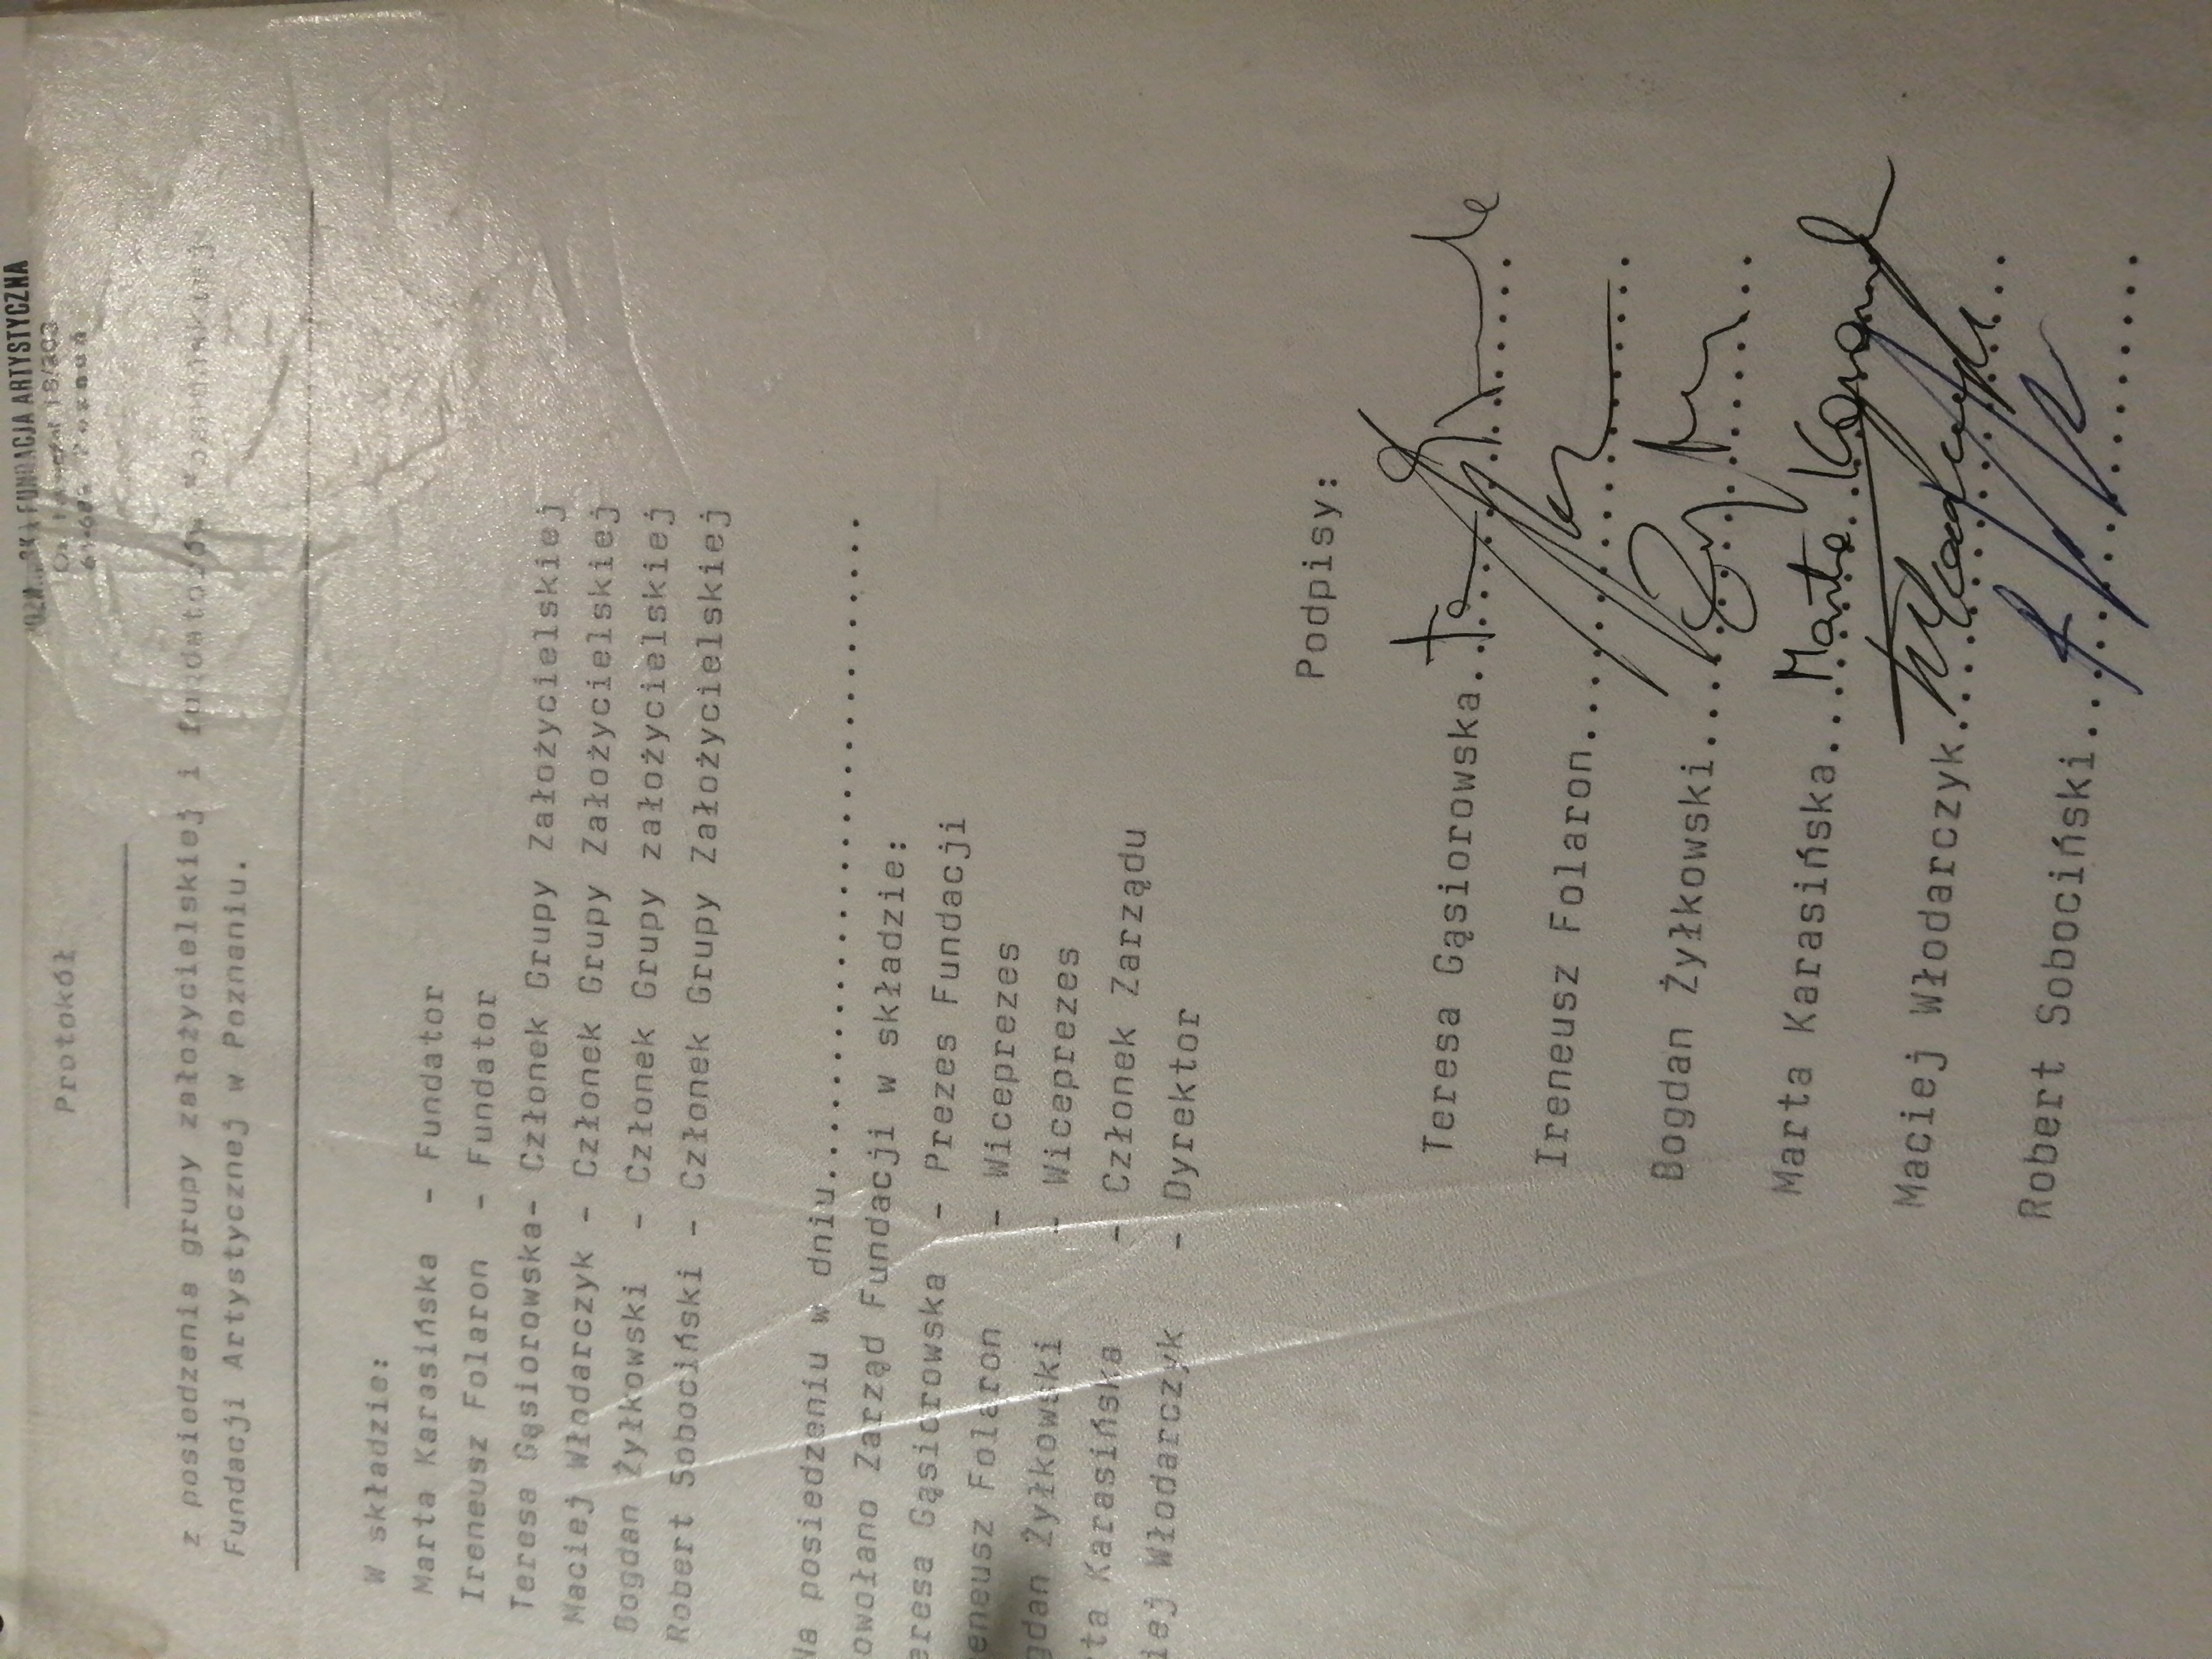 FUNDACJA ARTYSTYCZNA
18/203
Protokół
z posiedzenia grupy założycielskiej i fundatorów Poznańskiej
Fundacji Artystycznej w Poznaniu.
W składzie:
Marta Karasińska - Fundator
Ireneusz Folaron - Fundator
Teresa Gąsiorowska- Członek Grupy Założycielskiej
Maciej Włodarczyk - Członek Grupy Założycielskiej
Bogdan Żyłkowski - Członek Grupy założycielskiej
Robert Sobociński - Członek Grupy Założycielskiej
Na posiedzeniu w dniu..............................
owołano Zarząd Fundacji w składzie:
eresa Gąsiorowska - Prezes Fundacji
eneusz Folaron - Wiceprezes
gdan Żyłkowski - Wiceprezes
ta Karasińska - Członek Zarządu
iej Włodarczyk - Dyrektor
Podpisy:
Teresa Gąsiorowska
Ireneusz Folaron
Bogdan Żyłkowski
Marta Karasińska Marta
Maciej Włodarczyk
Robert Sobociński